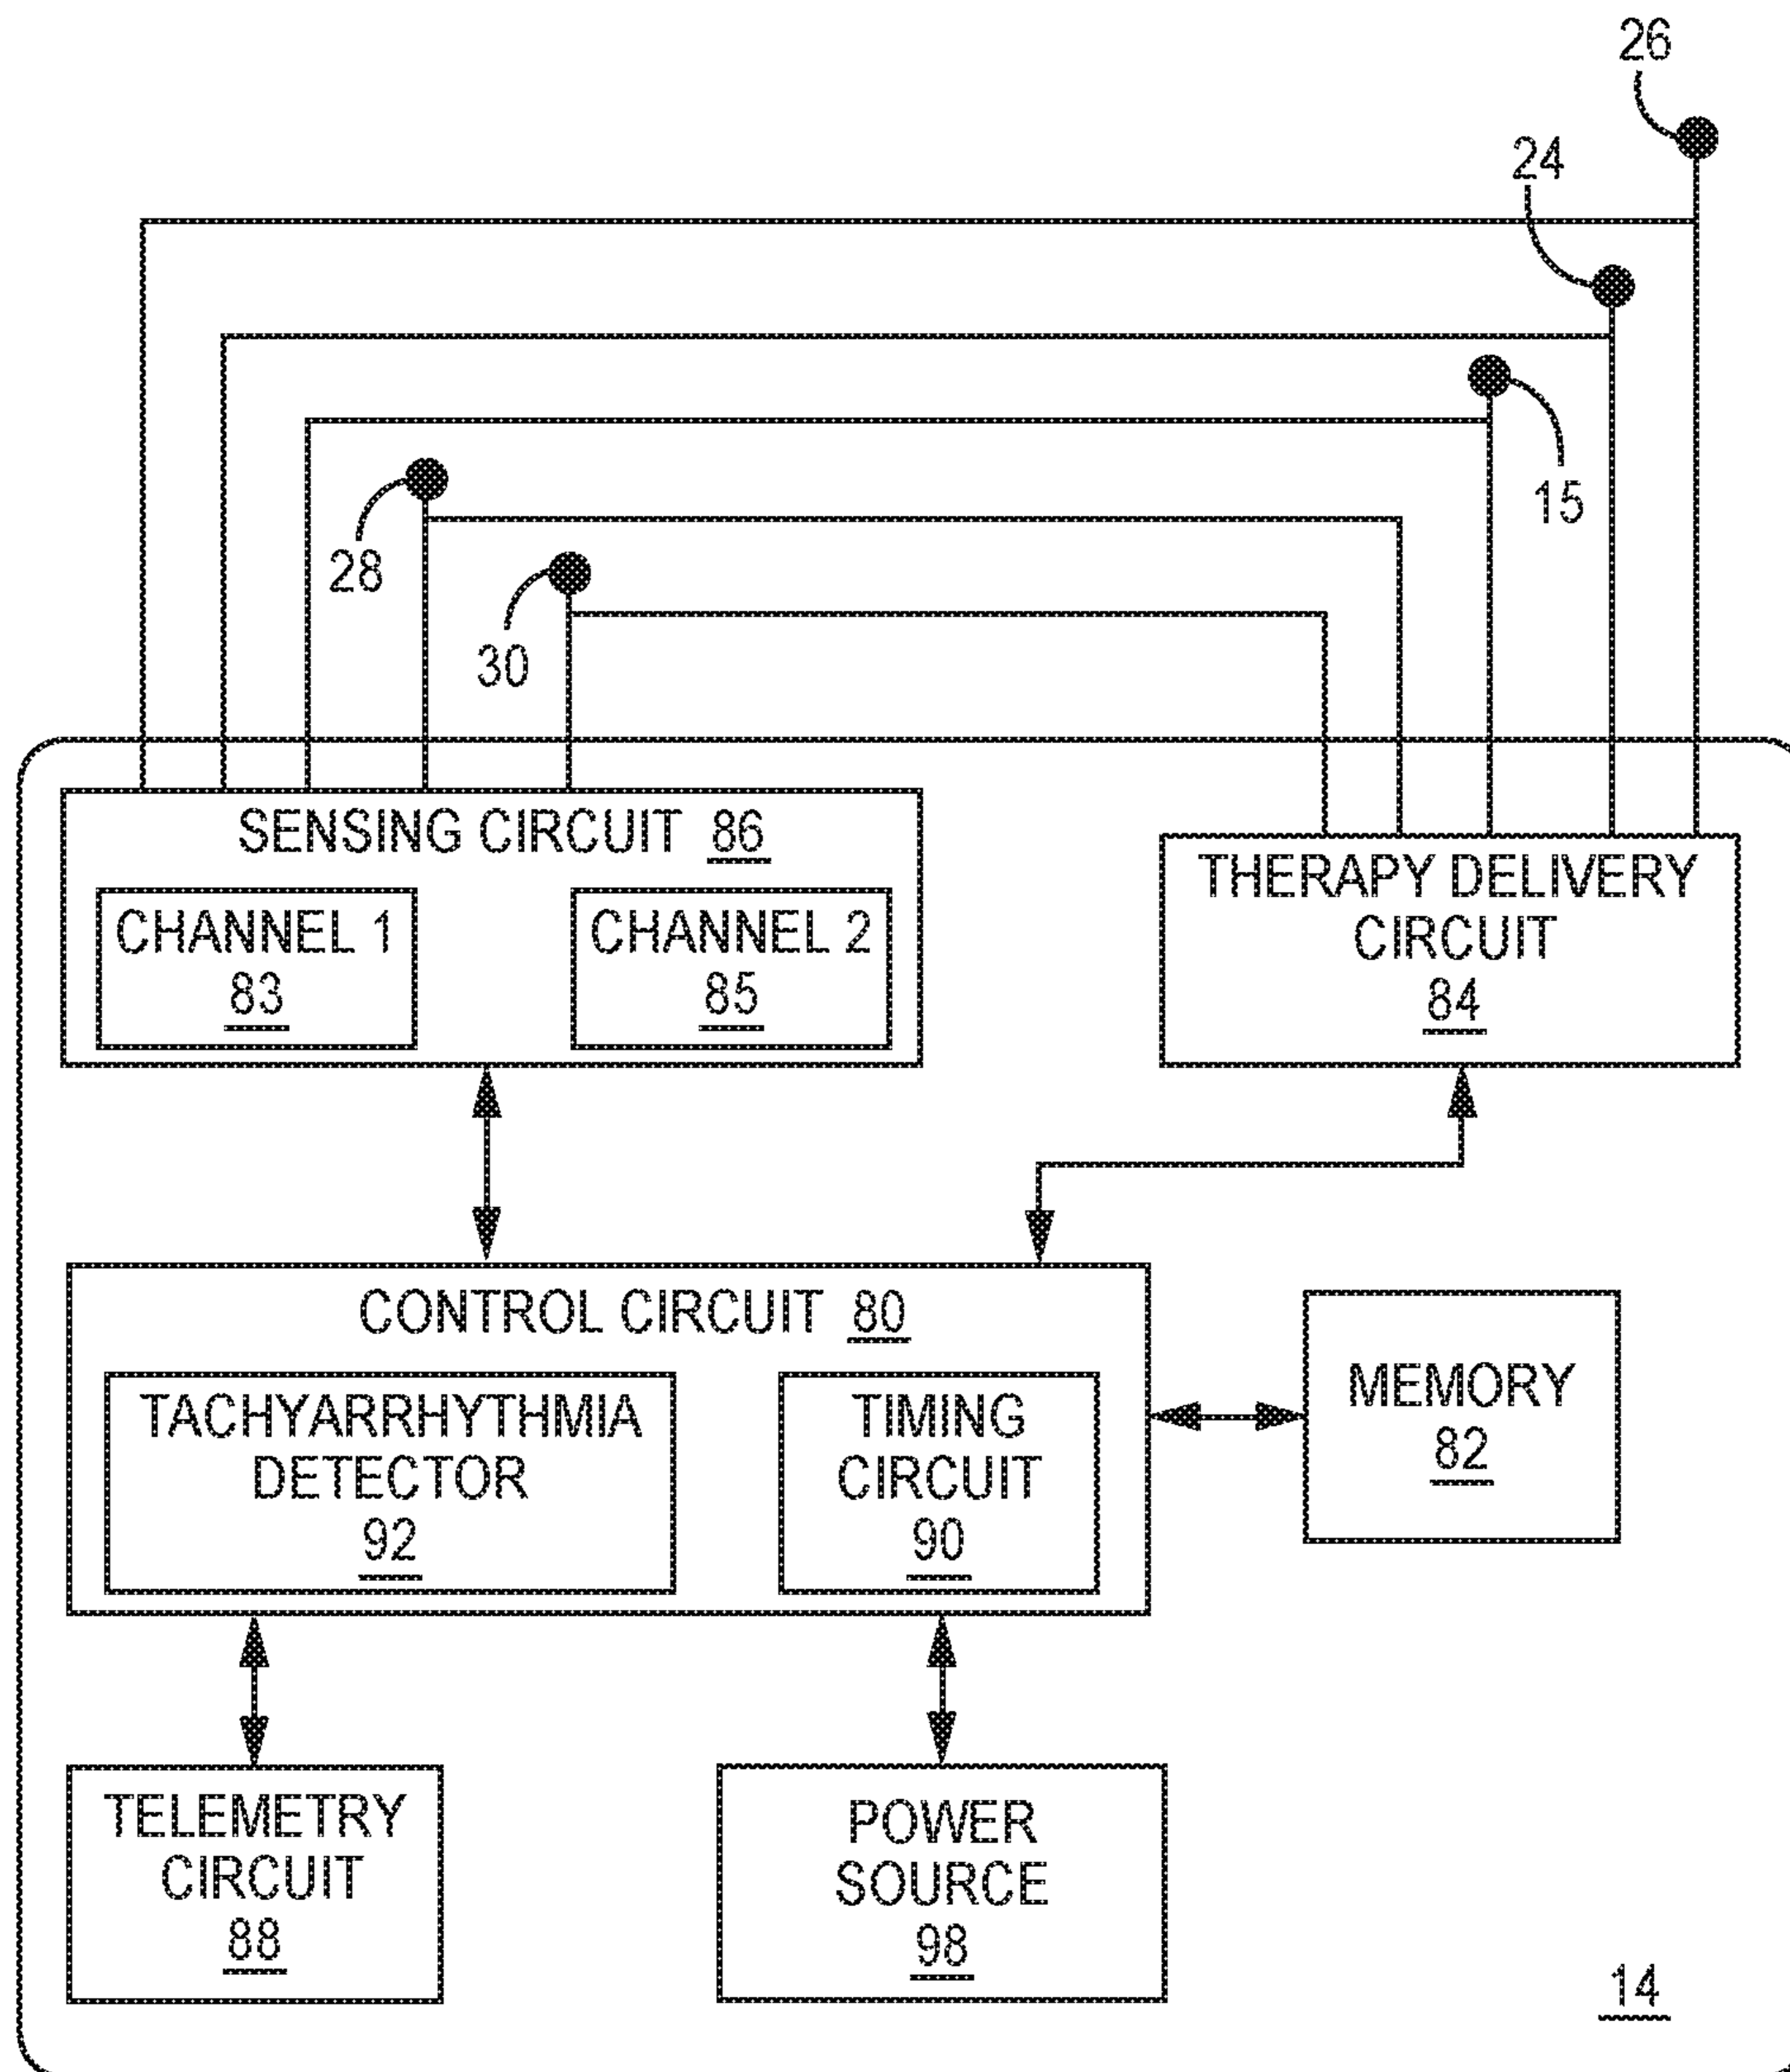 26
24
15
28
30
SENSING CIRCUIT 86
CHANNEL 1
83
CHANNEL 2
85
THERAPY DELIVERY
CIRCUIT
84
CONTROL CIRCUIT 80
TACHYARRHYTHMIA
DETECTOR
92
TIMING
CIRCUIT
90
MEMORY
82
TELEMETRY
CIRCUIT
88
POWER
SOURCE
98
14